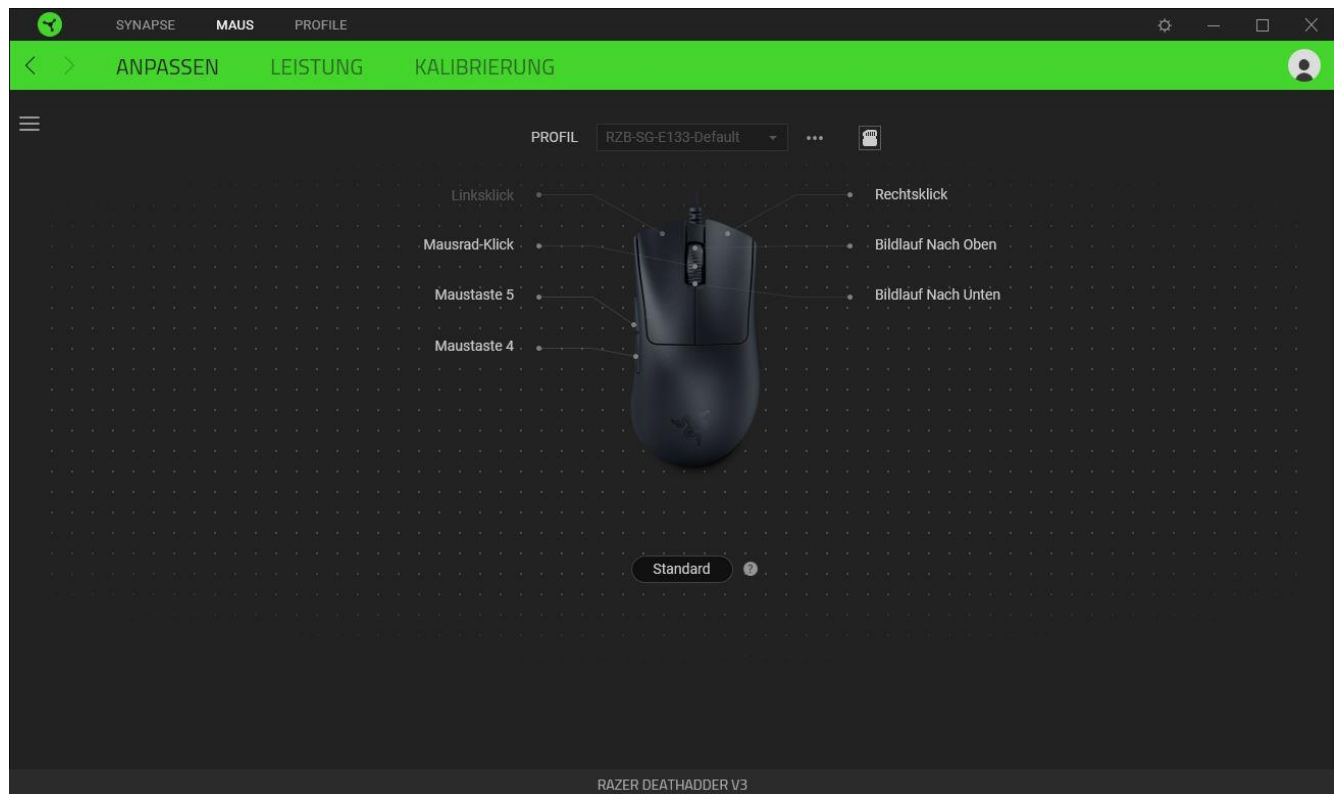 SYNAPSE MAUS PROFILE
ANPASSEN LEISTUNG KALIBRIERUNG
PROFIL RZB-SG-E133-Default
Linksklick Rechtsklick
Mausrad-Klick Bildlauf Nach Oben
Maustaste 5 Bildlauf Nach Unten
Maustaste 4
Standard ?
RAZER DEATHADDER V3